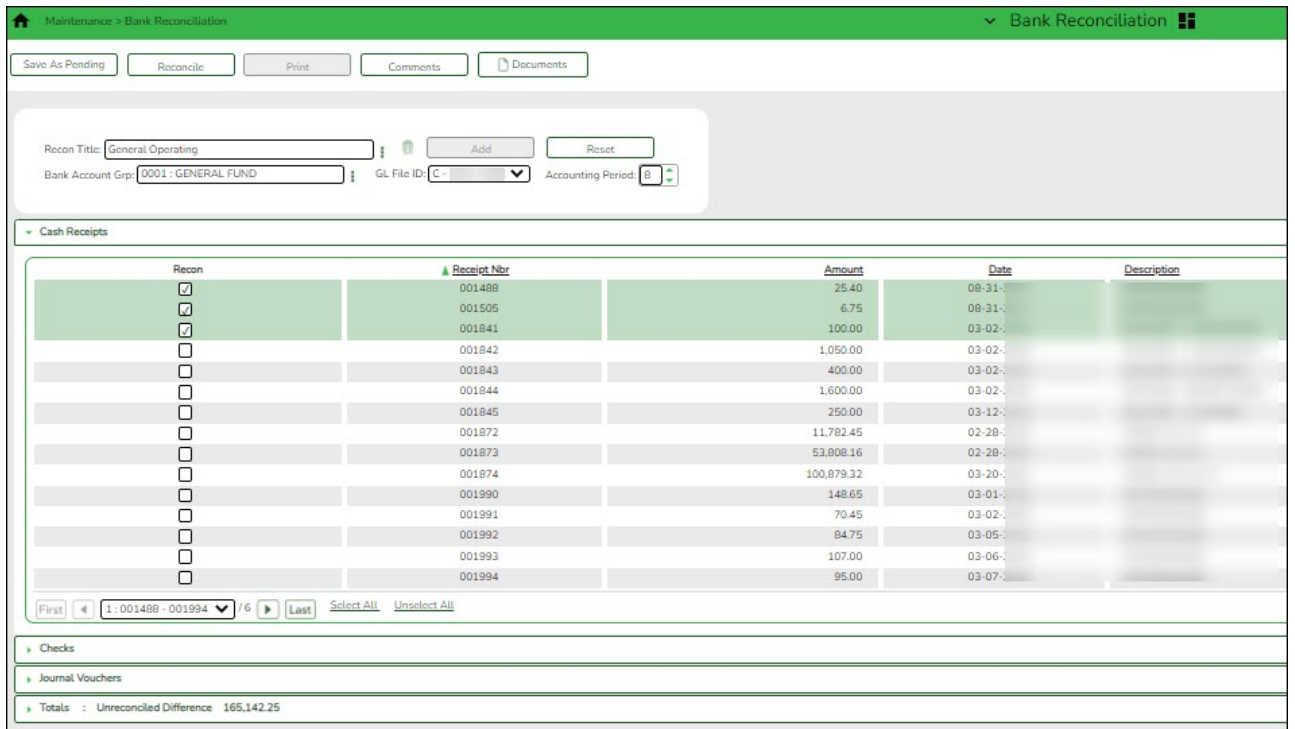 Maintenance > Bank Reconciliation
Bank Reconciliation
Save As Pending Reconcile Print Comments Documents
Recon Title: General Operating Add Reset
Bank Account Grp: 0001 : GENERAL FUND GL File ID: C - Accounting Period: 8
Cash Receipts
Recon Receipt Nbr Amount Date Description
001488 25.40 08-31-
001505 6.75 08-31-
001841 100.00 03-02-
001842 1,050.00 03-02-
001843 400.00 03-02-
001844 1,600.00 03-02-
001845 250.00 03-12-
001872 11,782.45 02-28-
001873 53,808.16 02-28-
001874 100,879.32 03-20-
001990 148.65 03-01-
001991 70.45 03-02-
001992 84.75 03-05-
001993 107.00 03-06-
001994 95.00 03-07-
First 1 : 001488 - 001994 / 6 Last Select All Unselect All
Checks
Journal Vouchers
Totals : Unreconciled Difference 165,142.25